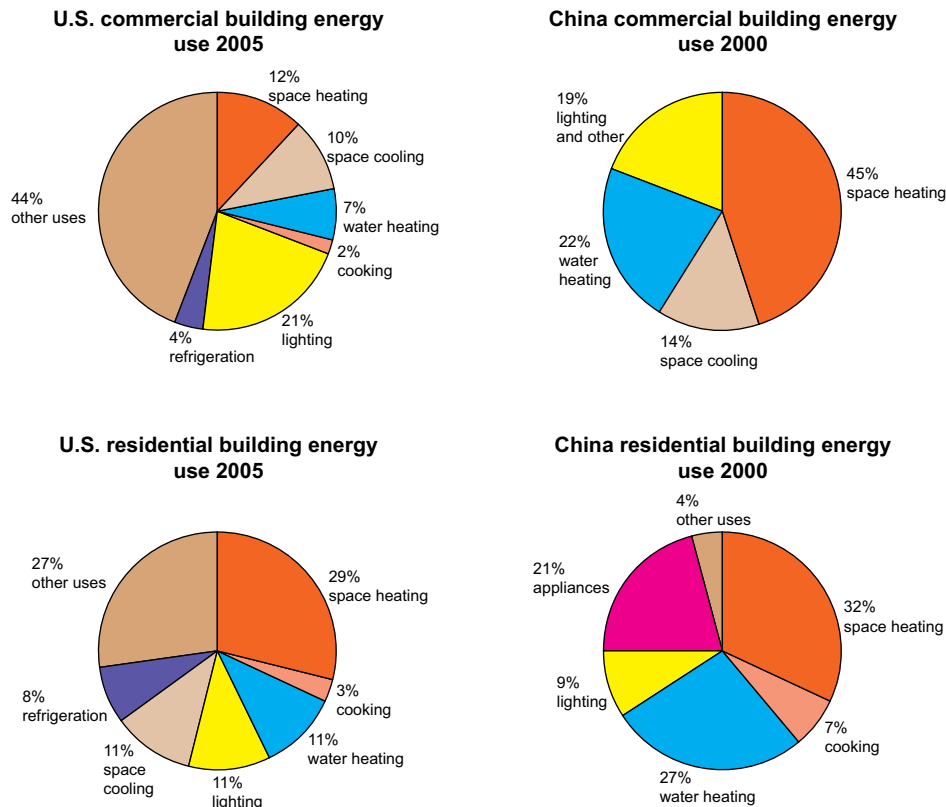 U.S. commercial building energy
use 2005
12%
space heating
10%
space cooling
7%
water heating
2%
cooking
21%
lighting
4%
refrigeration
44%
other uses
China commercial building energy
use 2000
19%
lighting
and other
45%
space heating
22%
water
heating
14%
space cooling
U.S. residential building energy
use 2005
27%
other uses
29%
space heating
3%
cooking
11%
water heating
11%
lighting
11%
space
cooling
8%
refrigeration
China residential building energy
use 2000
4%
other uses
21%
appliances
32%
space heating
9%
lighting
7%
cooking
27%
water heating